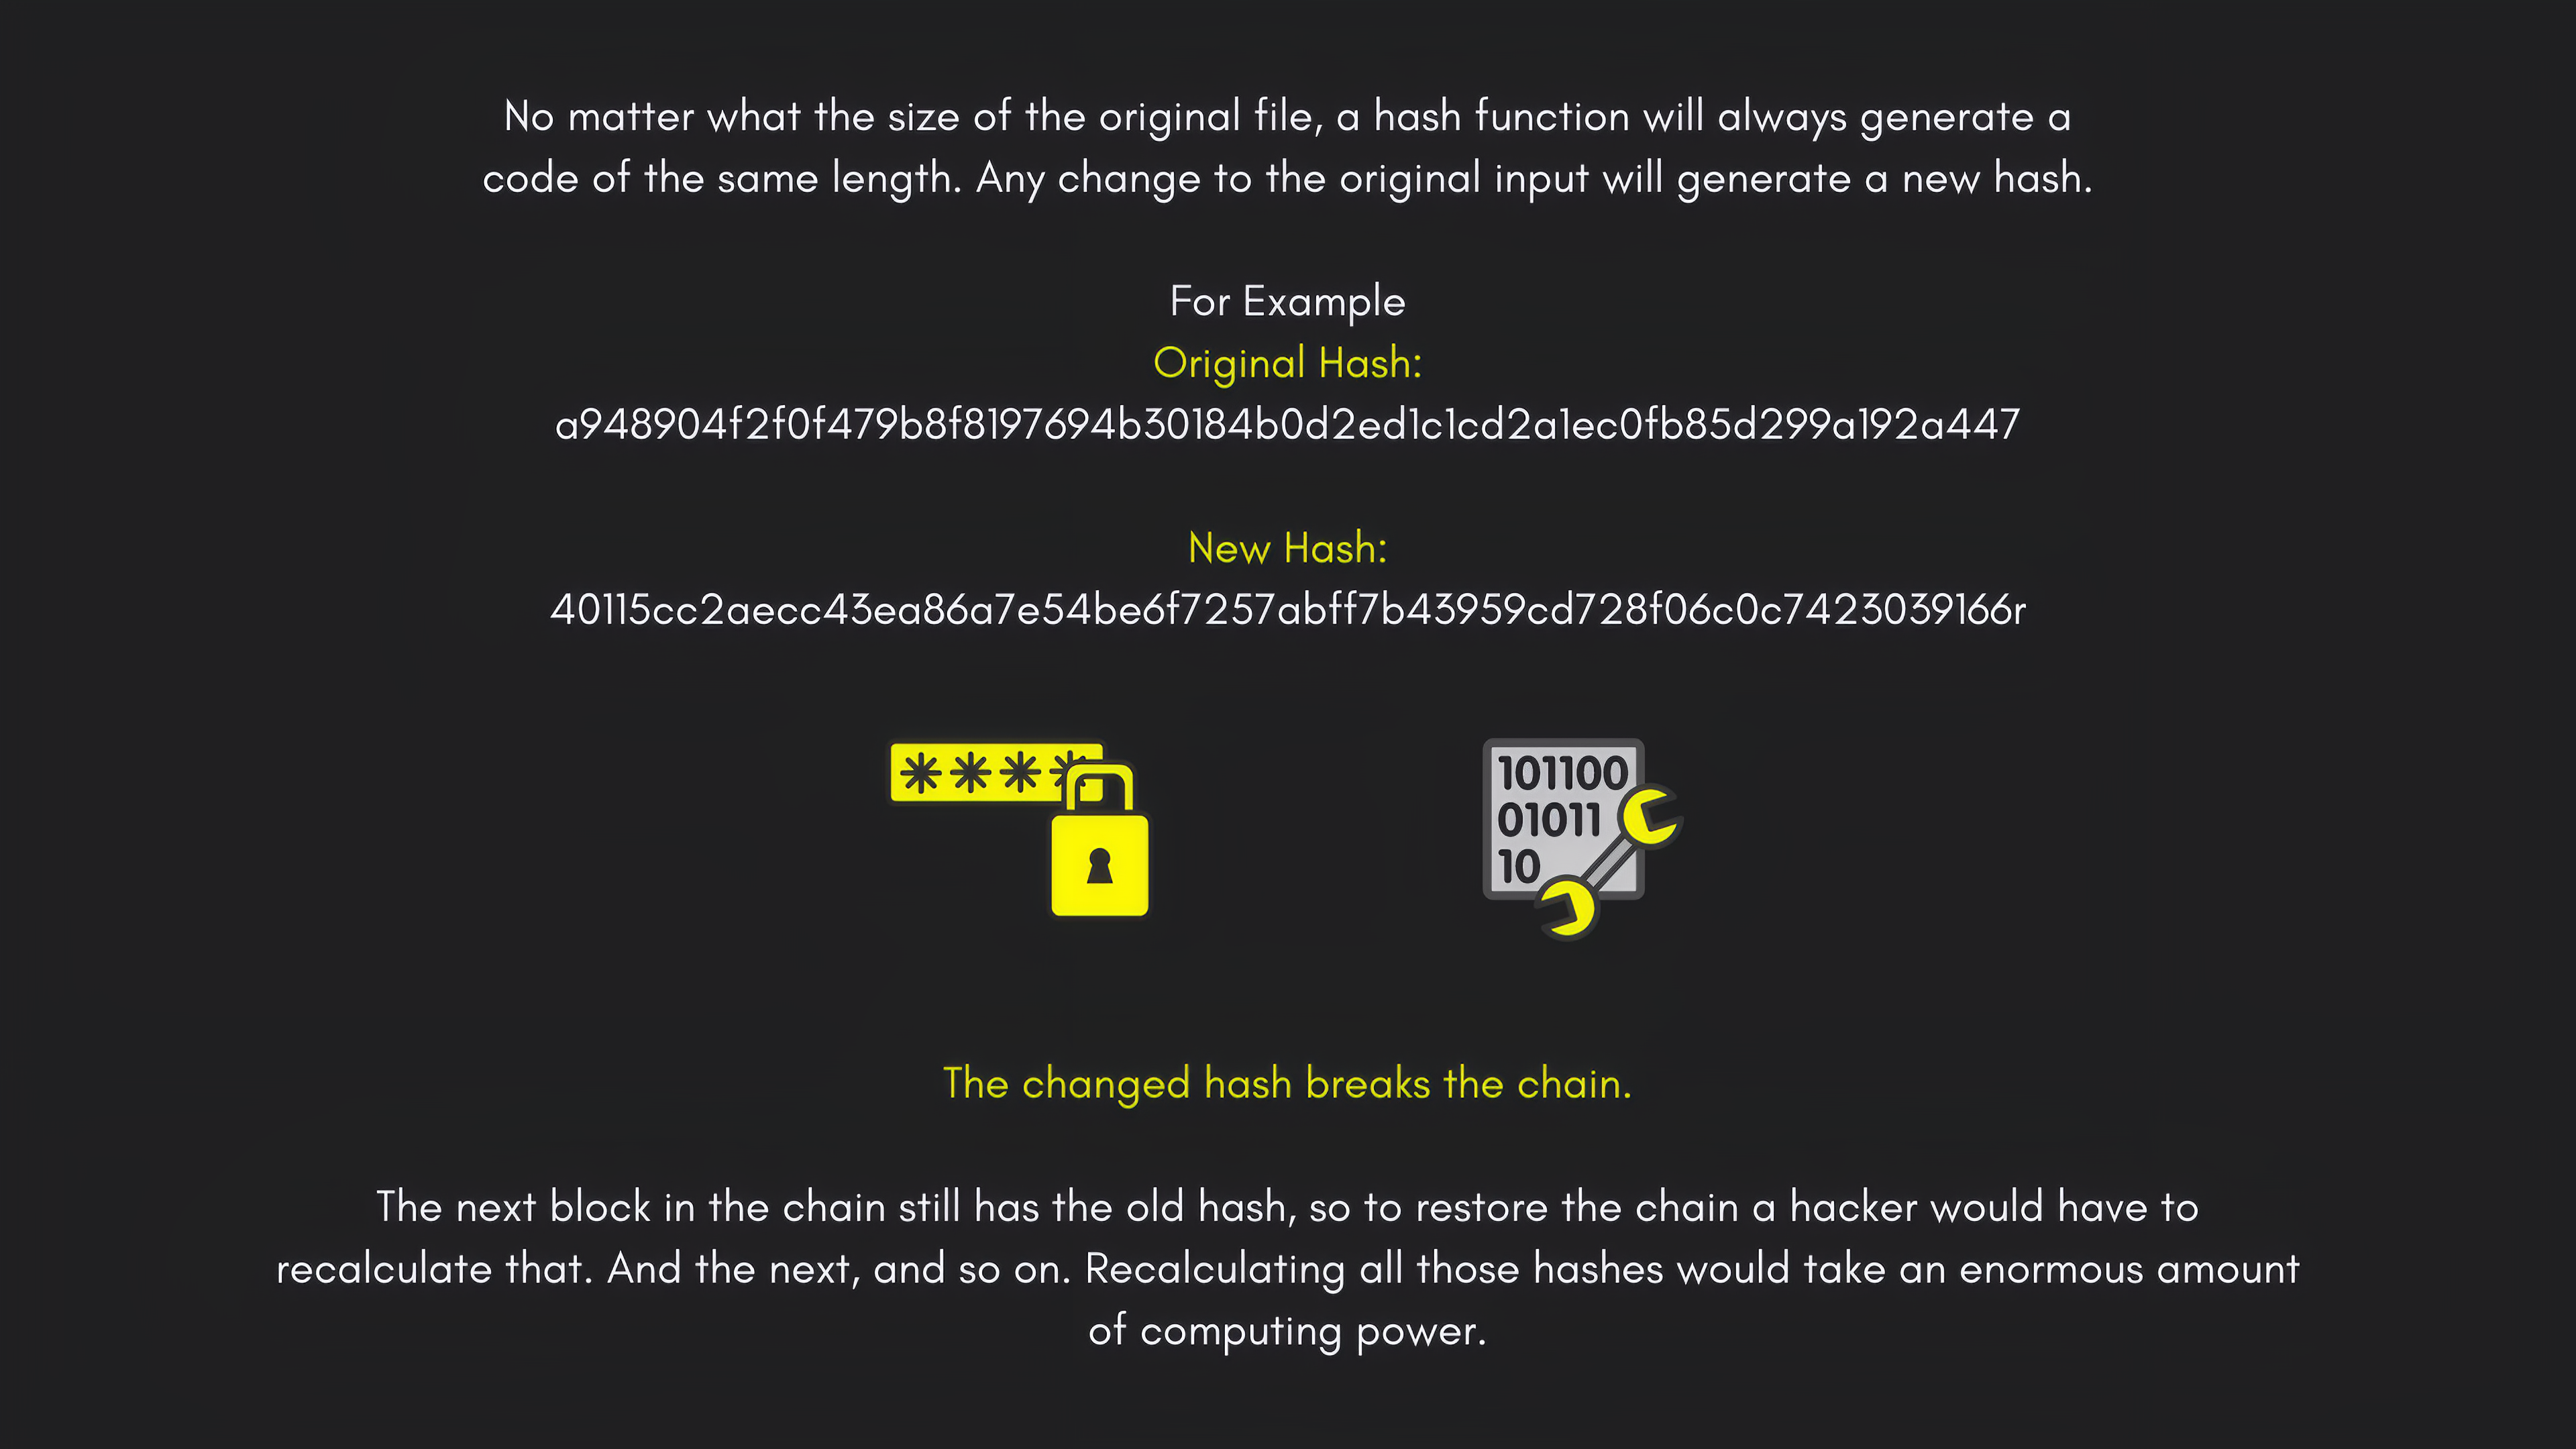 No matter what the size of the original file, a hash function will always generate a
code of the same length. Any change to the original input will generate a new hash.
For Example
Original Hash:
a948904f2f0f479b8f8197694b30184b0d2ed1c1cd2a1ec0fb85d299a192a447
New Hash:
40115cc2aecc43ea86a7e54be6f7257abff7b43959cd728f06c0c7423039166r
****
101100
01011
10
The changed hash breaks the chain.
The next block in the chain still has the old hash, so to restore the chain a hacker would have to
recalculate that. And the next, and so on. Recalculating all those hashes would take an enormous amount
of computing power.